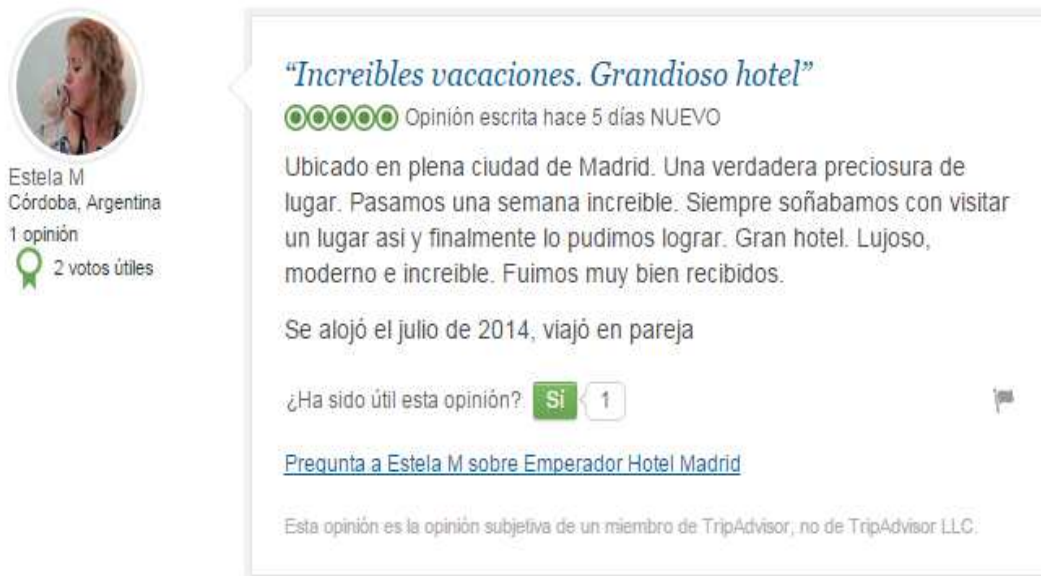 “Increibles vacaciones. Grandioso hotel”
Opinión escrita hace 5 días NUEVO
Estela M
Córdoba, Argentina
1 opinión
2 votos útiles
Ubicado en plena ciudad de Madrid. Una verdadera preciosura de
lugar. Pasamos una semana increible. Siempre soñabamos con visitar
un lugar asi y finalmente lo pudimos lograr. Gran hotel. Lujoso,
moderno e increible. Fuimos muy bien recibidos.
Se alojó el julio de 2014, viajó en pareja
¿Ha sido útil esta opinión? Sí 1
Pregunta a Estela M sobre Emperador Hotel Madrid
Esta opinión es la opinión subjetiva de un miembro de TripAdvisor, no de TripAdvisor LLC.